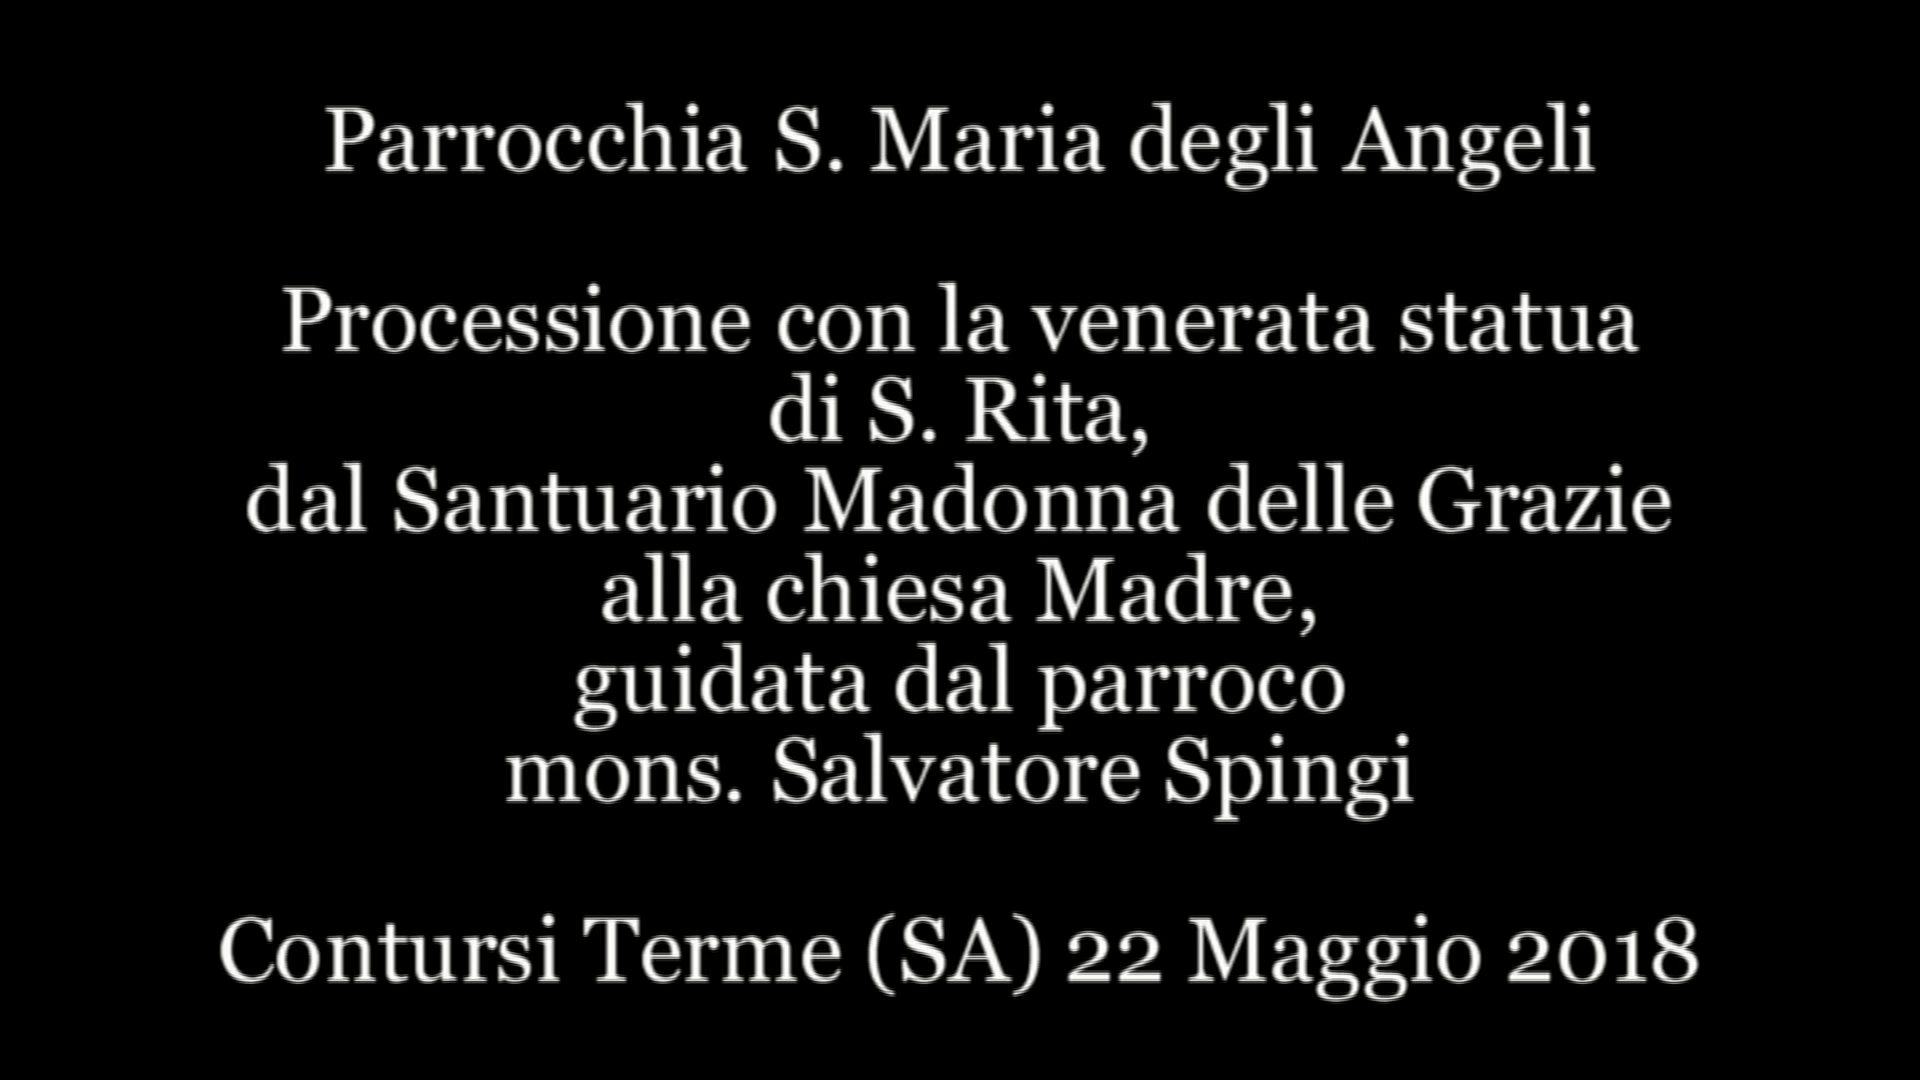 Parrocchia S. Maria degli Angeli
Processione con la venerata statua
di S. Rita,
dal Santuario Madonna delle Grazie
alla chiesa Madre,
guidata dal parroco
mons. Salvatore Spingi
Contursi Terme (SA) 22 Maggio 2018